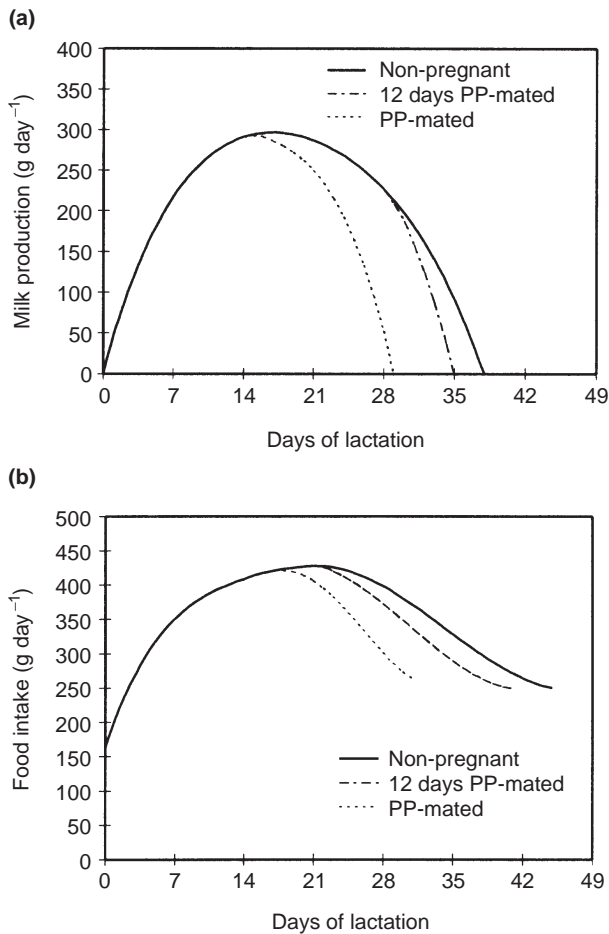 (a)
Milk production (g day⁻¹)
400
350
300
250
200
150
300
50
0
Non-pregnant
12 days PP-mated
PP-mated
0 7 14 21 28 35 42 49
Days of lactation
(b)
Food intake (g day⁻¹)
500
450
400
350
300
250
200
150
100
50
0
Non-pregnant
12 days PP-mated
PP-mated
0 7 14 21 28 35 42 49
Days of lactation